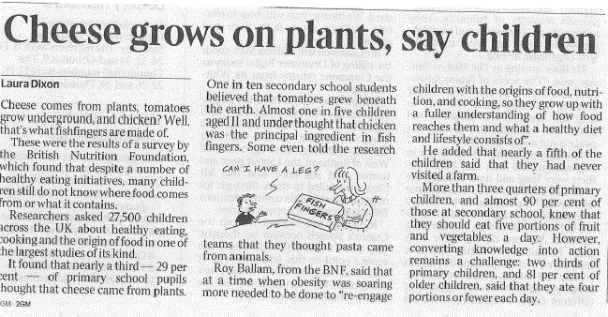 Cheese grows on plants, say children
Laura Dixon
Cheese comes from plants, tomatoes
grow underground, and chicken? Well,
that's what fishfingers are made of.
These were the results of a survey by
the British Nutrition Foundation,
which found that despite a number of
healthy eating initiatives, many child-
ren still do not know where food comes
from or what it contains.
Researchers asked 27,500 children
across the UK about healthy eating,
cooking and the origin of food in one of
the largest studies of its kind.
It found that nearly a third — 29 per
cent — of primary school pupils
thought that cheese came from plants.
GM 2GM
One in ten secondary school students
believed that tomatoes grew beneath
the earth. Almost one in five children
aged 11 and under thought that chicken
was the principal ingredient in fish
fingers. Some even told the research
CAN I HAVE A LEG?
FISH
FINGERS
teams that they thought pasta came
from animals.
Roy Ballam, from the BNF, said that
at a time when obesity was soaring
more needed to be done to "re-engage
children with the origins of food, nutri-
tion, and cooking, so they grow up with
a fuller understanding of how food
reaches them and what a healthy diet
and lifestyle consists of".
He added that nearly a fifth of the
children said that they had never
visited a farm.
More than three quarters of primary
children, and almost 90 per cent of
those at secondary school, knew that
they should eat five portions of fruit
and vegetables a day. However,
converting knowledge into action
remains a challenge: two thirds of
primary children, and 81 per cent of
older children, said that they ate four
portions or fewer each day.